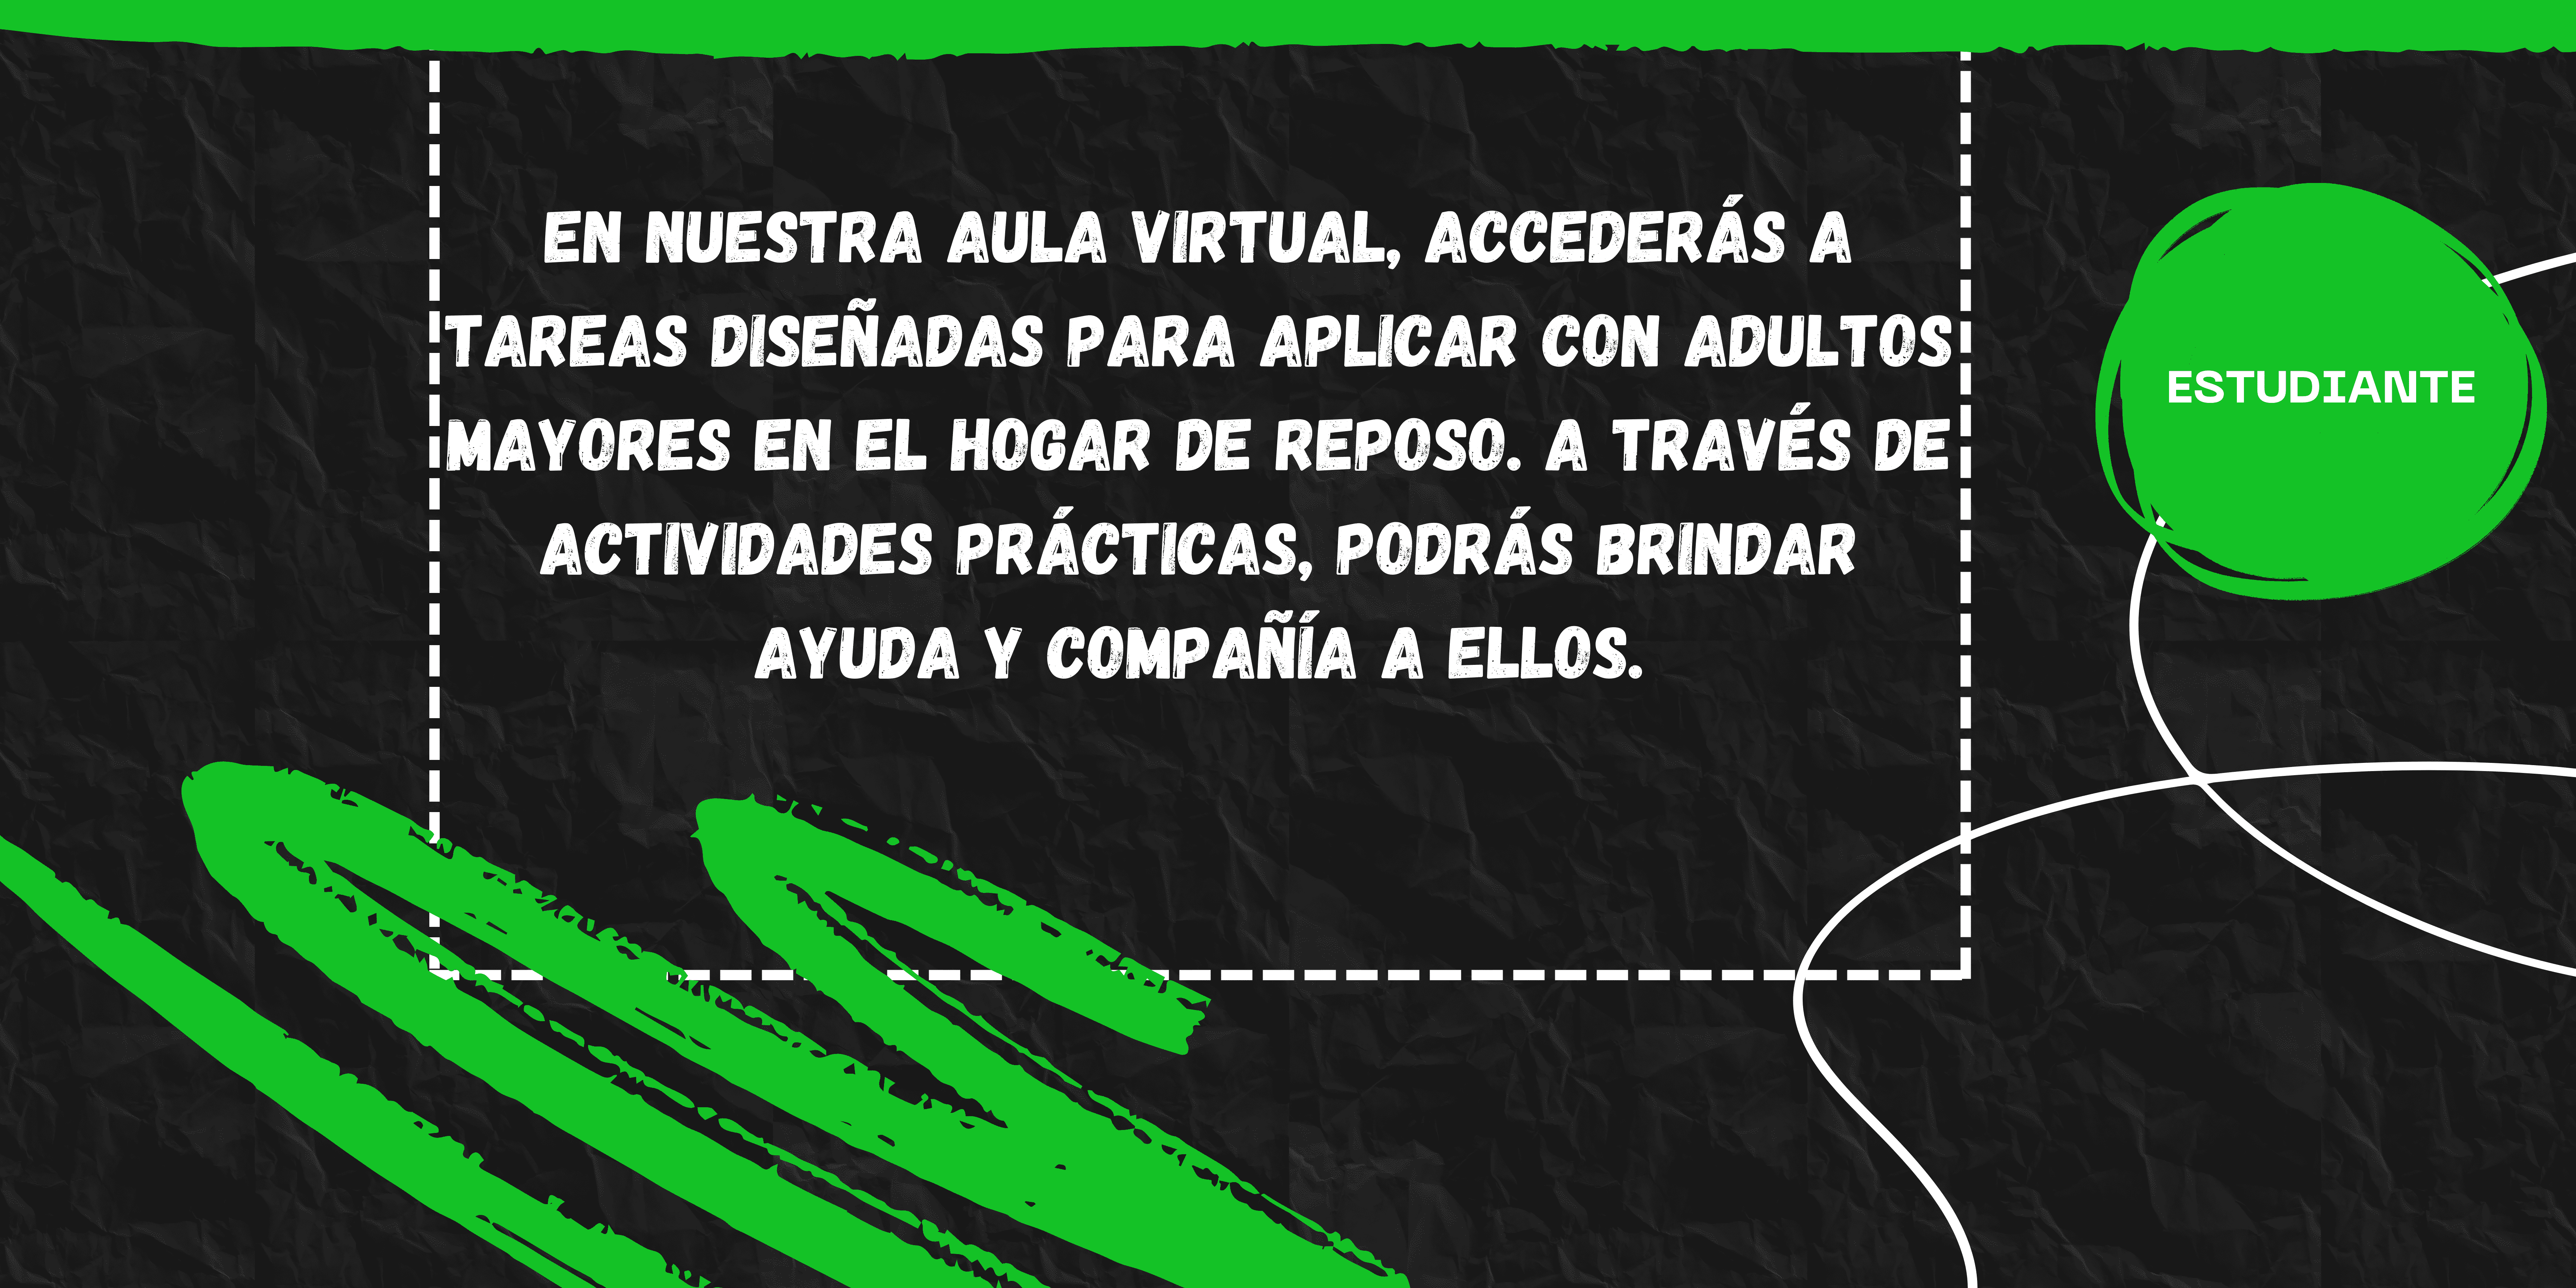 EN NUESTRA AULA VIRTUAL, ACCEDERÁS A
TAREAS DISEÑADAS PARA APLICAR CON ADULTOS
MAYORES EN EL HOGAR DE REPOSO. A TRAVÉS DE
ACTIVIDADES PRÁCTICAS, PODRÁS BRINDAR
AYUDA Y COMPAÑÍA A ELLOS.
ESTUDIANTE